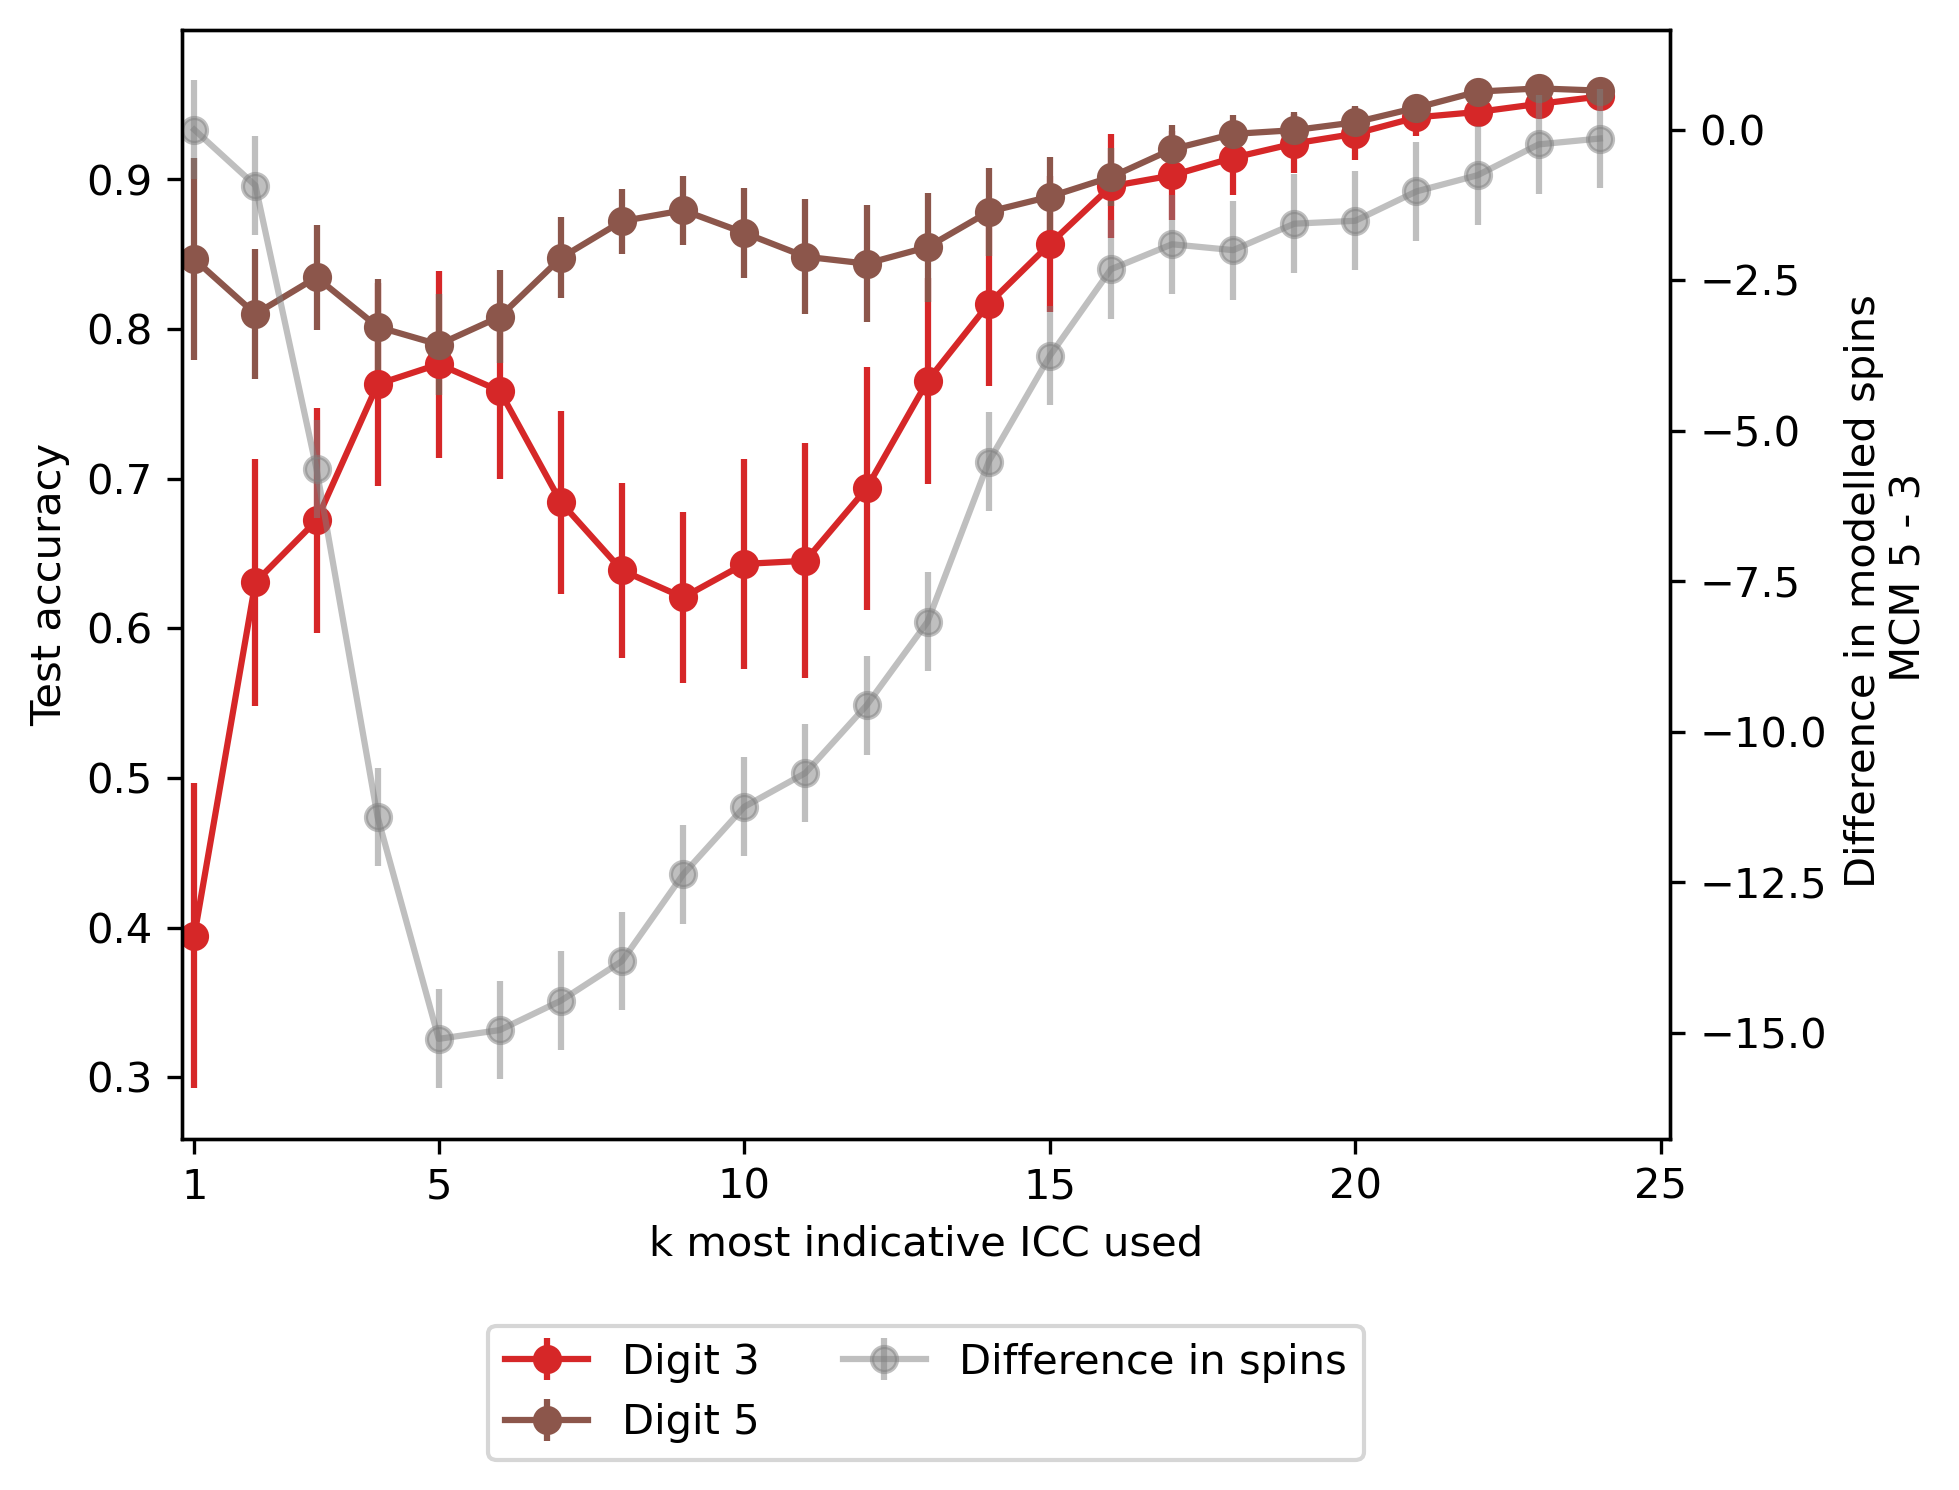 0.9
0.8
0.7
0.6
0.5
0.4
0.3
Test accuracy
0.0
−2.5
−5.0
−7.5
−10.0
−12.5
−15.0
Difference in modelled spins
MCM 5 - 3
1 5 10 15 20 25
k most indicative ICC used
Digit 3 Difference in spins
Digit 5